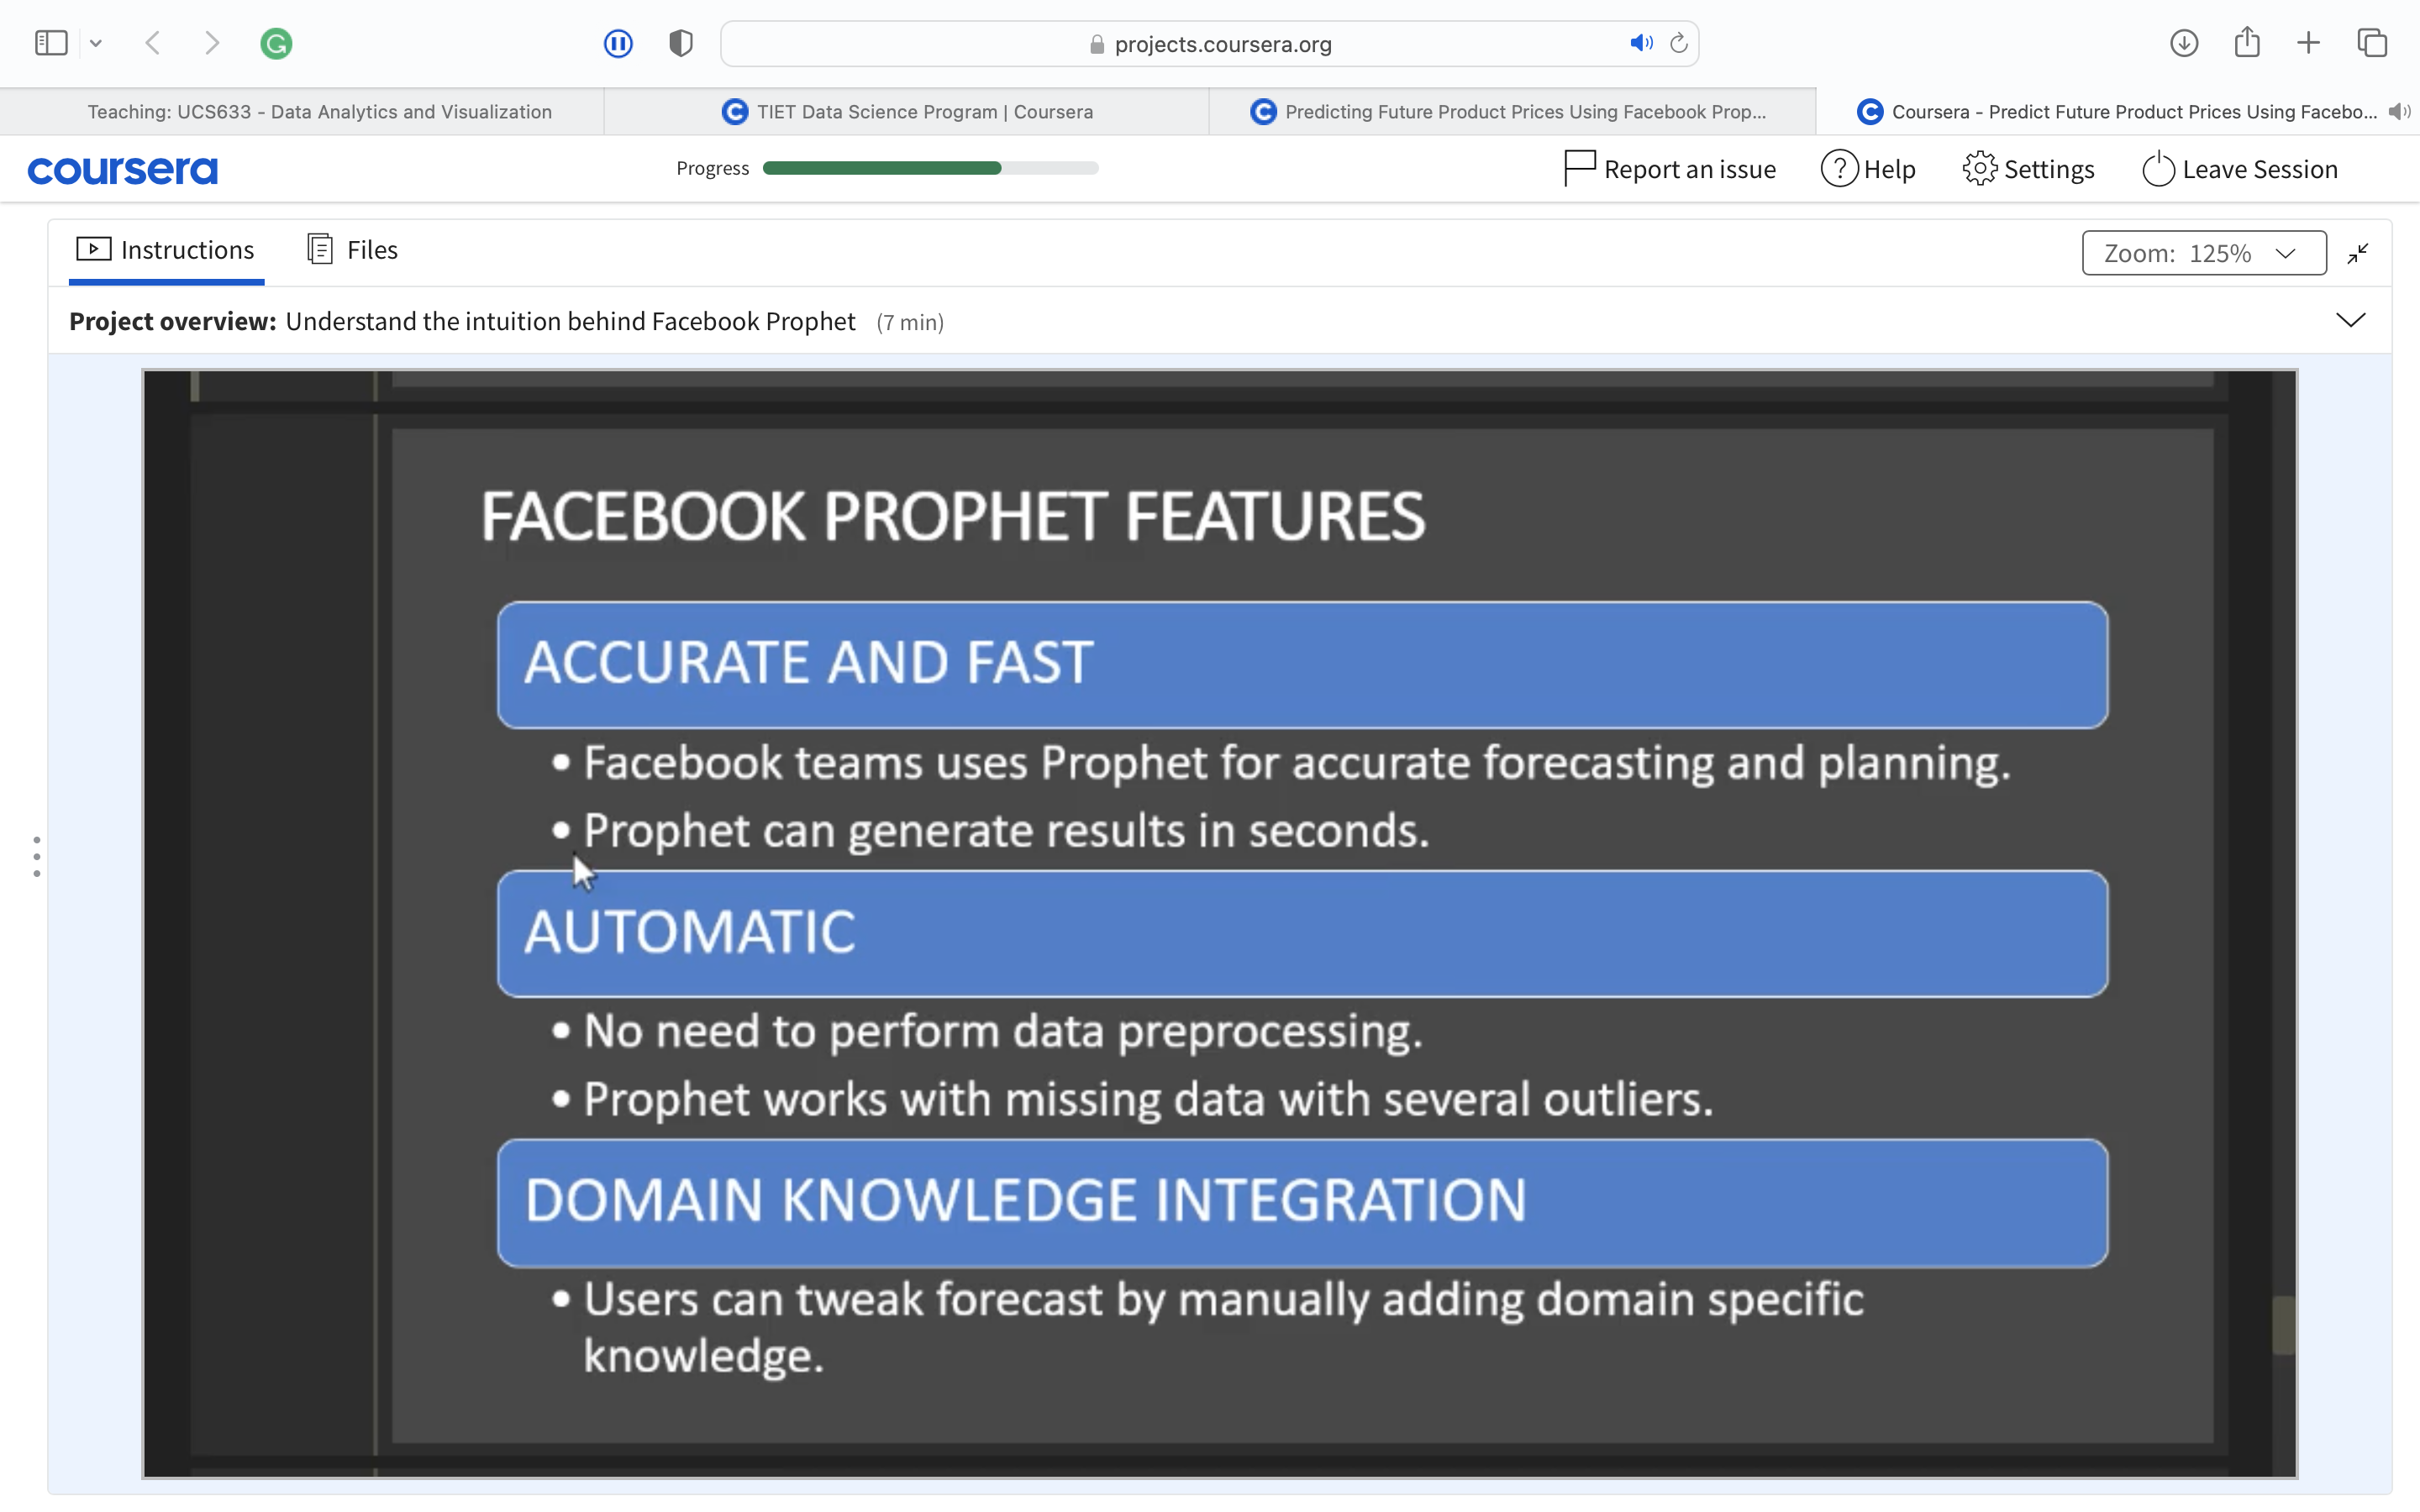 projects.coursera.org
Teaching: UCS633 - Data Analytics and Visualization
TIET Data Science Program | Coursera
Predicting Future Product Prices Using Facebook Prop...
Coursera - Predict Future Product Prices Using Facebo...
coursera
Progress
Report an issue
Help
Settings
Leave Session
Instructions
Files
Zoom: 125%
Project overview: Understand the intuition behind Facebook Prophet (7 min)
FACEBOOK PROPHET FEATURES
ACCURATE AND FAST
• Facebook teams uses Prophet for accurate forecasting and planning.
• Prophet can generate results in seconds.
AUTOMATIC
• No need to perform data preprocessing.
• Prophet works with missing data with several outliers.
DOMAIN KNOWLEDGE INTEGRATION
• Users can tweak forecast by manually adding domain specific
knowledge.